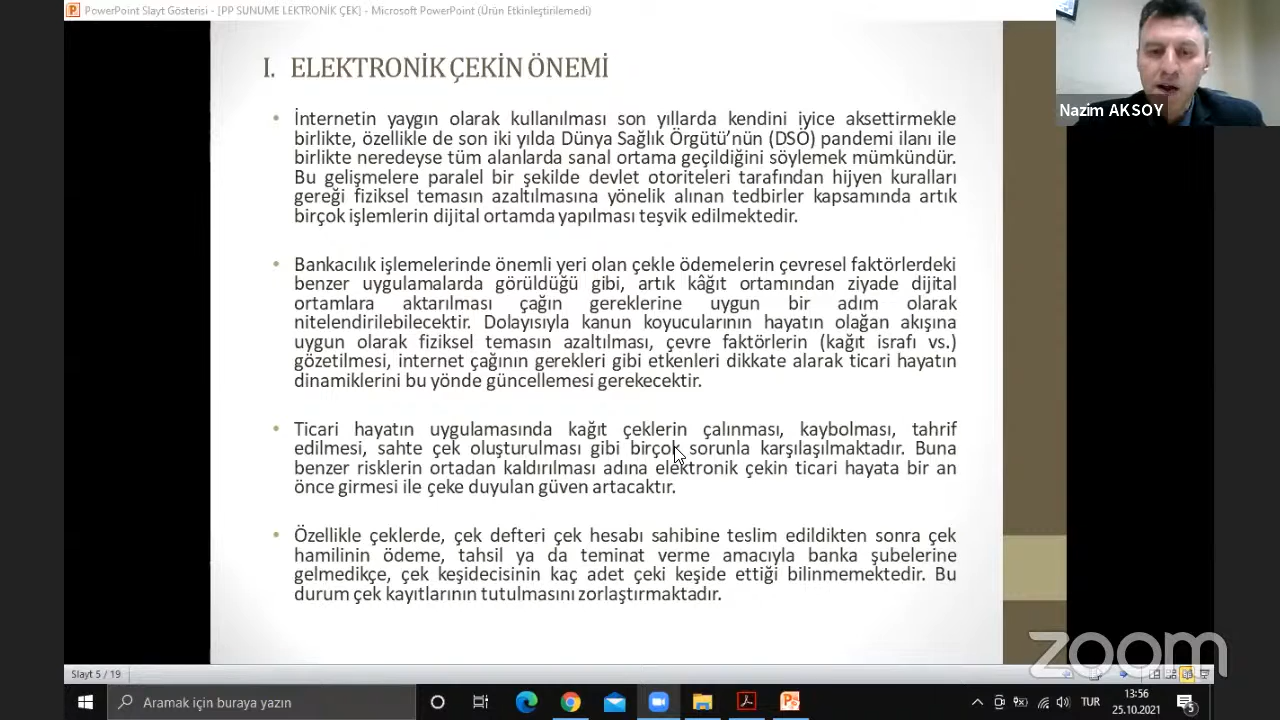 PowerPoint Slayt Gösterisi - [PP SUNUME LEKTRONİK ÇEK] - Microsoft PowerPoint (Ürün Etkinleştirilemedi)
I. ELEKTRONİK ÇEKİN ÖNEMİ
Nazim AKSOY
• İnternetin yaygın olarak kullanılması son yıllarda kendini iyice aksettirmekle
birlikte, özellikle de son iki yılda Dünya Sağlık Örgütü’nün (DSÖ) pandemi ilanı ile
birlikte neredeyse tüm alanlarda sanal ortama geçildiğini söylemek mümkündür.
Bu gelişmelere paralel bir şekilde devlet otoriteleri tarafından hijyen kuralları
gereği fiziksel temasın azaltılmasına yönelik alınan tedbirler kapsamında artık
birçok işlemlerin dijital ortamda yapılması teşvik edilmektedir.
• Bankacılık işlemelerinde önemli yeri olan çekle ödemelerin çevresel faktörlerdeki
benzer uygulamalarda görüldüğü gibi, artık kâğıt ortamından ziyade dijital
ortamlara aktarılması çağın gereklerine uygun bir adım olarak
nitelendirilebilecektir. Dolayısıyla kanun koyucularının hayatın olağan akışına
uygun olarak fiziksel temasın azaltılması, çevre faktörlerin (kağıt israfı vs.)
gözetilmesi, internet çağının gerekleri gibi etkenleri dikkate alarak ticari hayatın
dinamiklerini bu yönde güncellemesi gerekecektir.
• Ticari hayatın uygulamasında kağıt çeklerin çalınması, kaybolması, tahrif
edilmesi, sahte çek oluşturulması gibi birçok sorunla karşılaşılmaktadır. Buna
benzer risklerin ortadan kaldırılması adına elektronik çekin ticari hayata bir an
önce girmesi ile çeke duyulan güven artacaktır.
• Özellikle çeklerde, çek defteri çek hesabı sahibine teslim edildikten sonra çek
hamilinin ödeme, tahsil ya da teminat verme amacıyla banka şubelerine
gelmedikçe, çek keşidecisinin kaç adet çeki keşide ettiği bilinmemektedir. Bu
durum çek kayıtlarının tutulmasını zorlaştırmaktadır.
zoom
Slayt 5 / 19
Aramak için buraya yazın
TUR
13:56
25.10.2021
5